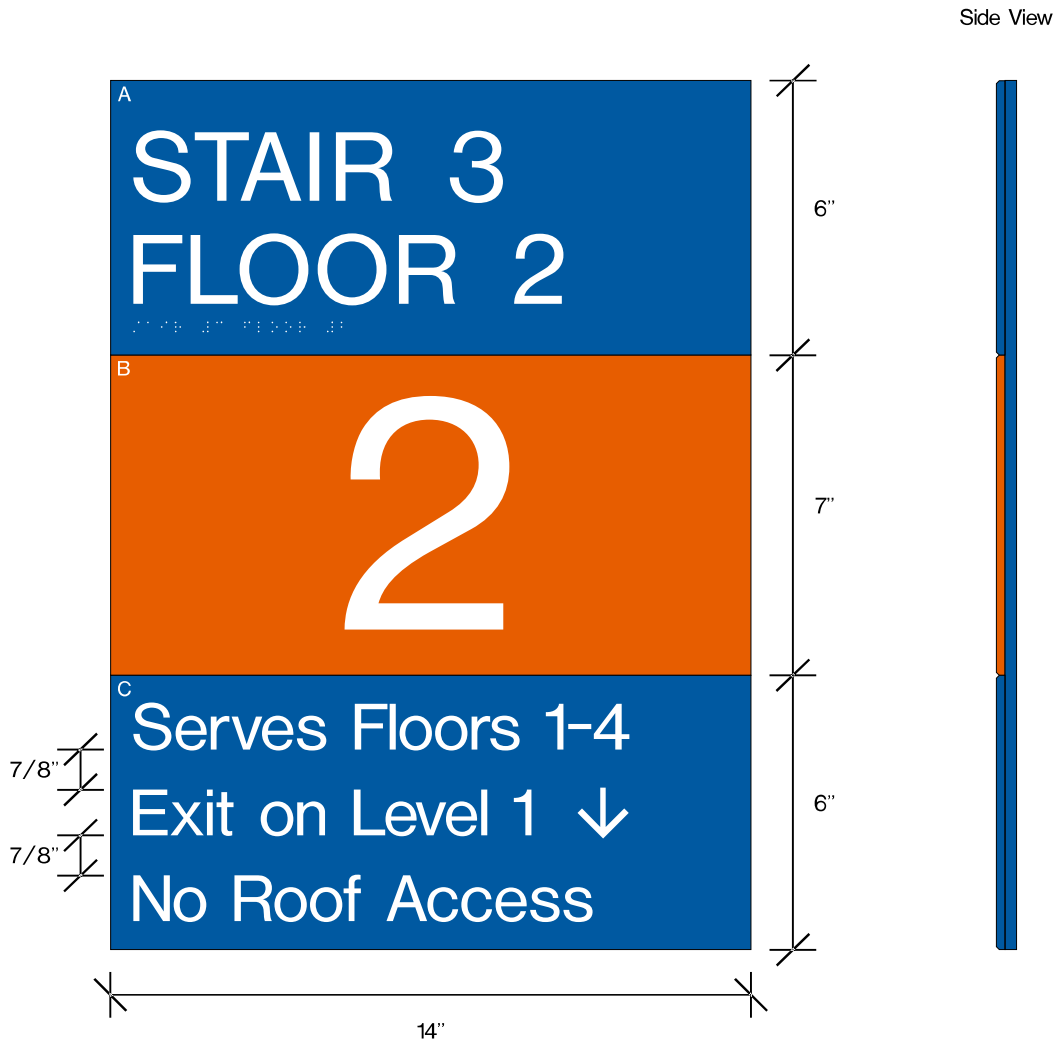 Side View
A
STAIR 3
FLOOR 2
6”
B
2
7”
C
Serves Floors 1-4
7/8”
Exit on Level 1 ↓
6”
7/8”
No Roof Access
14”